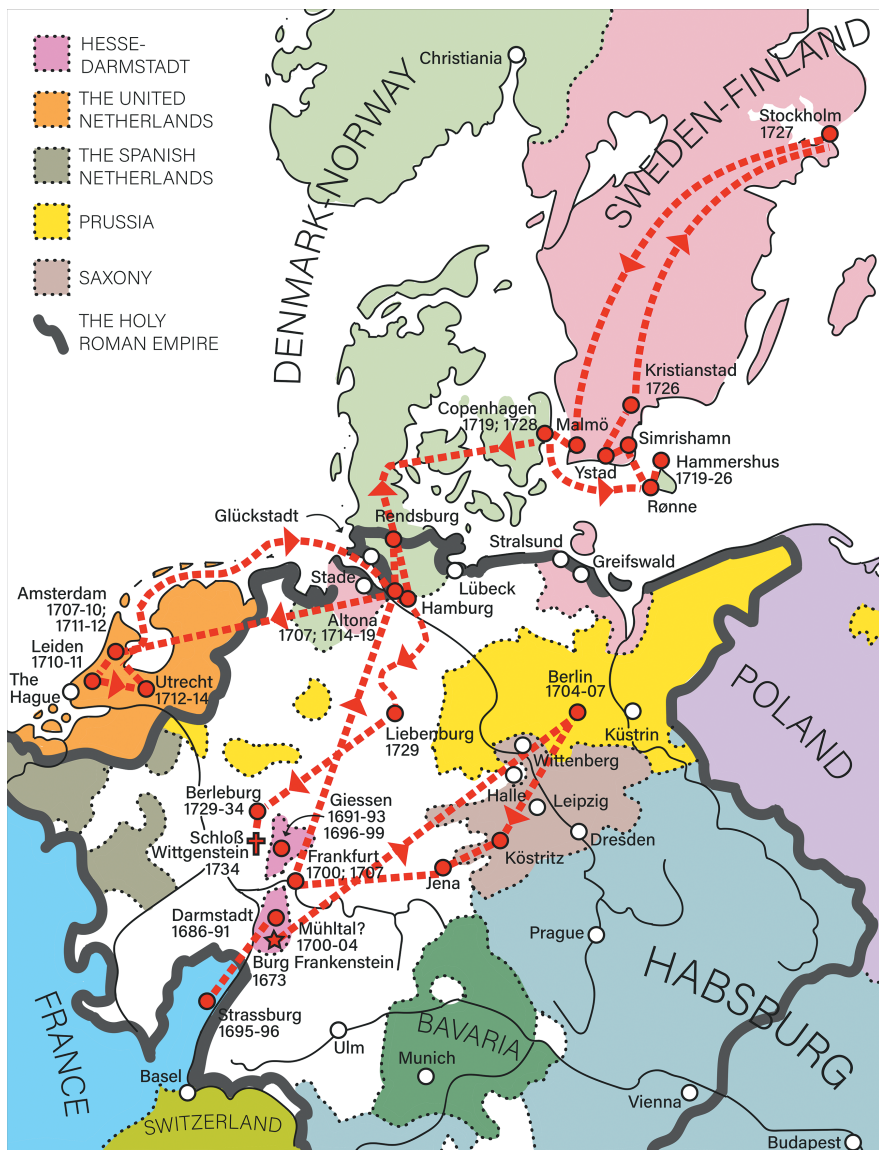 HESSE-
DARMSTADT
THE UNITED
NETHERLANDS
THE SPANISH
NETHERLANDS
PRUSSIA
SAXONY
THE HOLY
ROMAN EMPIRE
Christiania
DENMARK-NORWAY
SWEDEN-FINLAND
Stockholm
1727
Kristianstad
1726
Copenhagen
1719; 1728
Malmö
Simrishamn
Ystad
Hammershus
1719-26
Rønne
Glückstadt
Rendsburg
Stralsund
Greifswald
Stade
Lübeck
Hamburg
Altona
1707; 1714-19
Amsterdam
1707-10;
1711-12
Leiden
1710-11
The
Hague
Utrecht
1712-14
Berlin
1704-07
POLAND
Liebenburg
1729
Küstrin
Wittenberg
Berleburg
1729-34
Giessen
1691-93
1696-99
Halle
Leipzig
Schloß
Wittgenstein
1734
Dresden
Frankfurt
1700; 1707
Köstritz
Jena
Darmstadt
1686-91
Mühltal?
1700-04
Burg Frankenstein
1673
Prague
HABSBURG
FRANCE
Strassburg
1695-96
BAVARIA
Ulm
Munich
Basel
SWITZERLAND
Vienna
Budapest